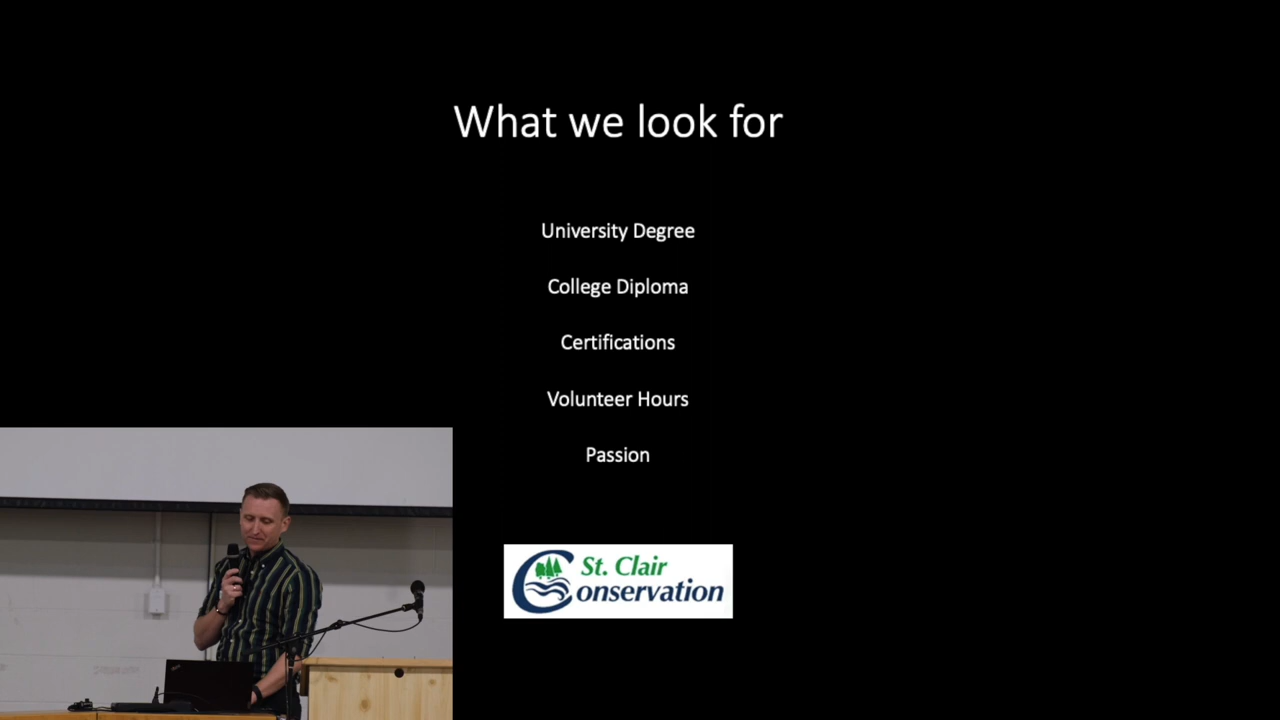 What we look for
University Degree
College Diploma
Certifications
Volunteer Hours
Passion
St. Clair
Conservation